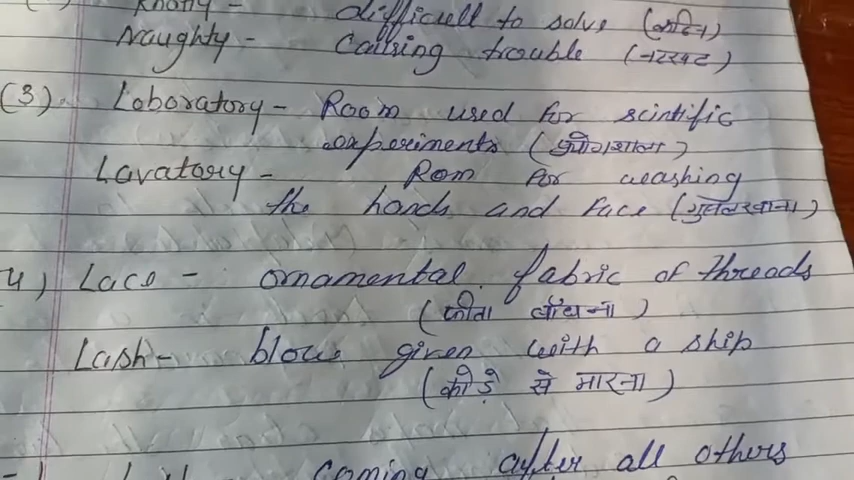 Knotty - difficult to solve (कठिन)
Naughty - Causing trouble (नटखट)
(3). Loboratory - Room used for scintific
experiments (प्रयोगशाला)
Lavatory - Rom for washing
the hands and face (गुसलखाना)
4) Lace - ornamental. fabric of threads
(फीता बांधना)
Lash - blow given with a ship
(कोड़े से मारना)
coming after all others